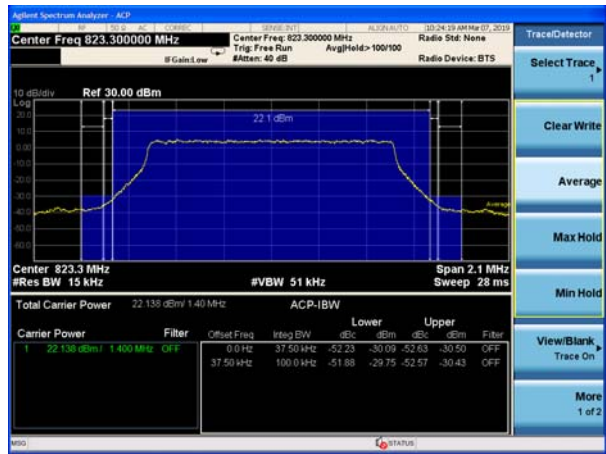 Agilent Spectrum Analyzer - ACP
RF 50 Ω AC CORREC SENSE:INT ALIGNAUTO 10:24:19 AM Mar 07, 2019
Center Freq 823.300000 MHz
Center Freq: 823.300000 MHz
Radio Std: None
Trig: Free Run Avg|Hold:> 100/100
IFGain:Low #Atten: 40 dB Radio Device: BTS
Trace/Detector
Select Trace
1
Clear Write
Average
Max Hold
Min Hold
View/Blank
Trace On
More
1 of 2
10 dB/div Ref 30.00 dBm
Log
20.0
10.0
0.00
-10.0
-20.0
-30.0
-40.0
-50.0
-60.0
22.1 dBm
Average
Center 823.3 MHz Span 2.1 MHz
#Res BW 15 kHz #VBW 51 kHz Sweep 28 ms
Total Carrier Power 22.138 dBm/ 1.40 MHz ACP-IBW
Lower Upper
Carrier Power Filter Offset Freq Integ BW dBc dBm dBc dBm Filter
1 22.138 dBm / 1.400 MHz OFF 0.0 Hz 37.50 kHz -52.23 -30.09 -52.63 -30.50 OFF
37.50 kHz 100.0 kHz -51.88 -29.75 -52.57 -30.43 OFF
MSG STATUS